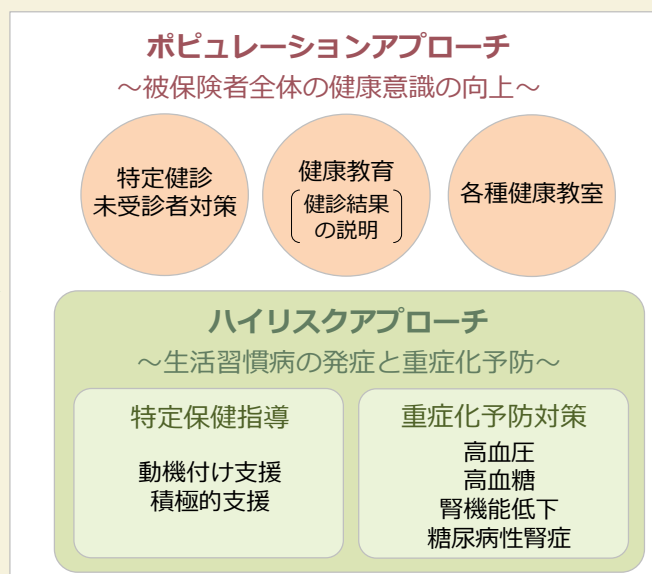 ポピュレーションアプローチ
～被保険者全体の健康意識の向上～
特定健診
未受診者対策
健康教育
健診結果
の説明
各種健康教室
ハイリスクアプローチ
～生活習慣病の発症と重症化予防～
特定保健指導
動機付け支援
積極的支援
重症化予防対策
高血圧
高血糖
腎機能低下
糖尿病性腎症